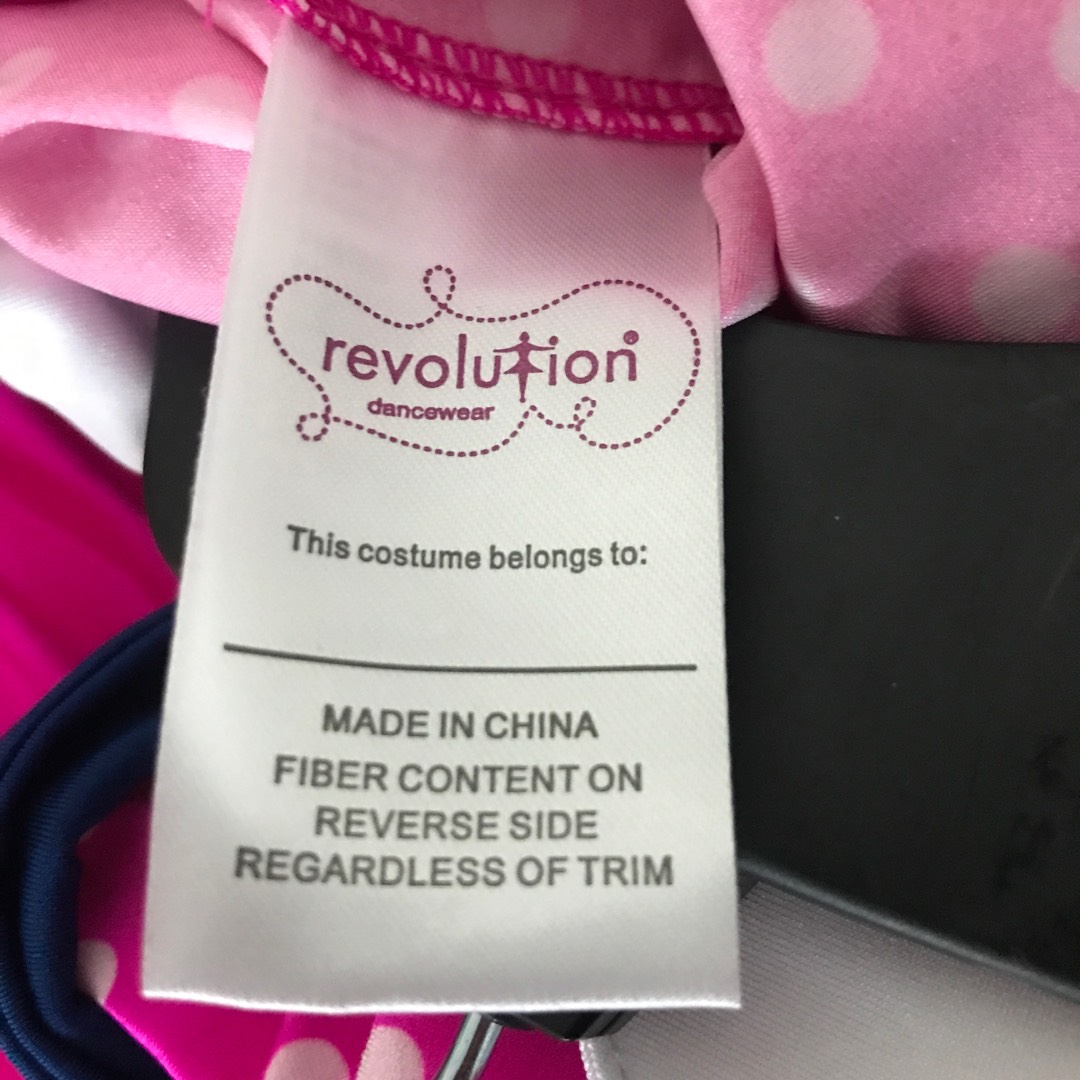 revolution
dancewear
This costume belongs to:
MADE IN CHINA
FIBER CONTENT ON
REVERSE SIDE
REGARDLESS OF TRIM